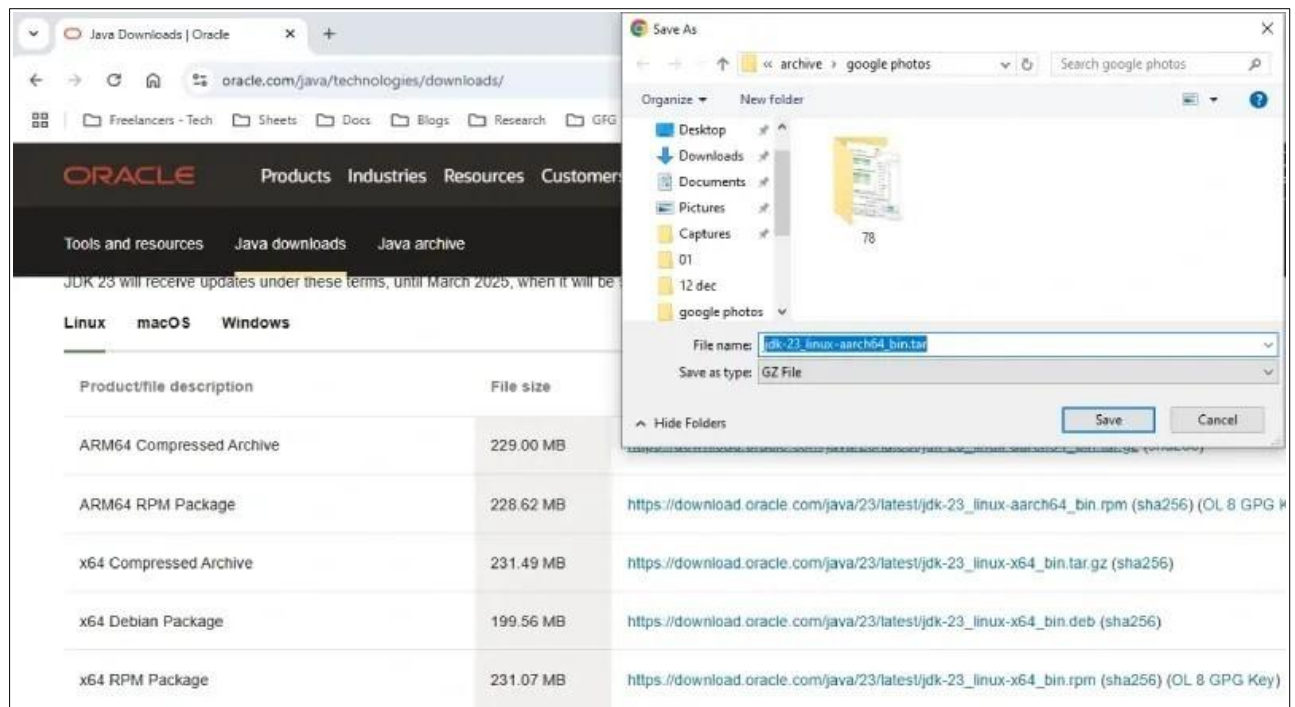 Java Downloads | Oracle
oracle.com/java/technologies/downloads/
Freelancers - Tech Sheets Docs Blogs Research GFG
ORACLE Products Industries Resources Customers
Tools and resources Java downloads Java archive
JDK 23 will receive updates under these terms, until March 2025, when it will be
Linux macOS Windows
Product/file description File size
ARM64 Compressed Archive 229.00 MB
ARM64 RPM Package 228.62 MB https://download.oracle.com/java/23/latest/jdk-23_linux-aarch64_bin.rpm (sha256) (OL 8 GPG
x64 Compressed Archive 231.49 MB https://download.oracle.com/java/23/latest/jdk-23_linux-x64_bin.tar.gz (sha256)
x64 Debian Package 199.56 MB https://download.oracle.com/java/23/latest/jdk-23_linux-x64_bin.deb (sha256)
x64 RPM Package 231.07 MB https://download.oracle.com/java/23/latest/jdk-23_linux-x64_bin.rpm (sha256) (OL 8 GPG Key)
Save As
« archive › google photos Search google photos
Organize New folder
Desktop
Downloads
Documents
Pictures
Captures
01
12 dec
google photos
78
File name: jdk-23_linux-aarch64_bin.tar
Save as type: GZ File
Hide Folders Save Cancel